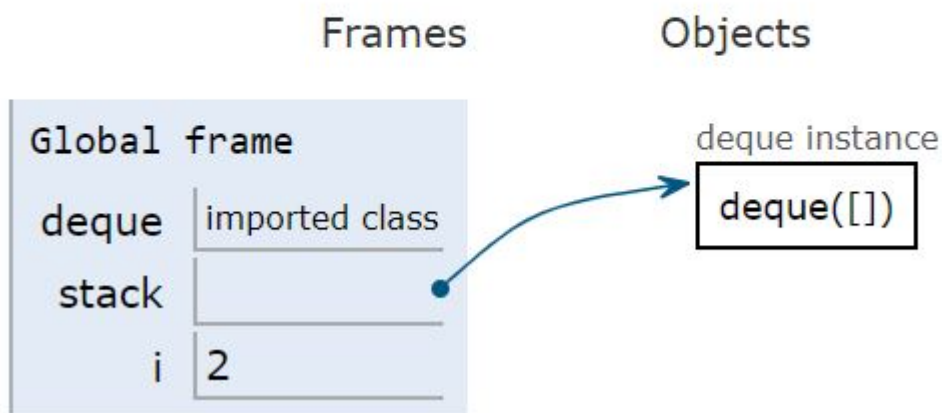 Frames Objects
Global frame
deque imported class
stack
i 2
deque instance
deque([])